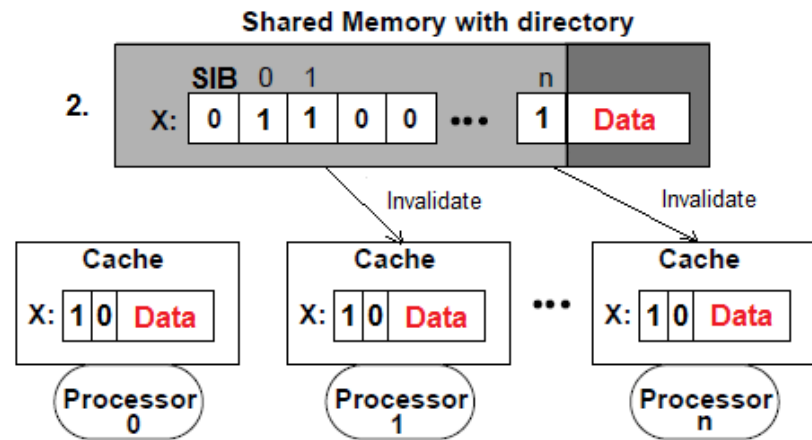 Shared Memory with directory
SIB 0 1 n
2. X: 0 1 1 0 0 ••• 1 Data
Invalidate Invalidate
Cache Cache Cache
X: 1 0 Data X: 1 0 Data ••• X: 1 0 Data
Processor Processor Processor
0 1 n